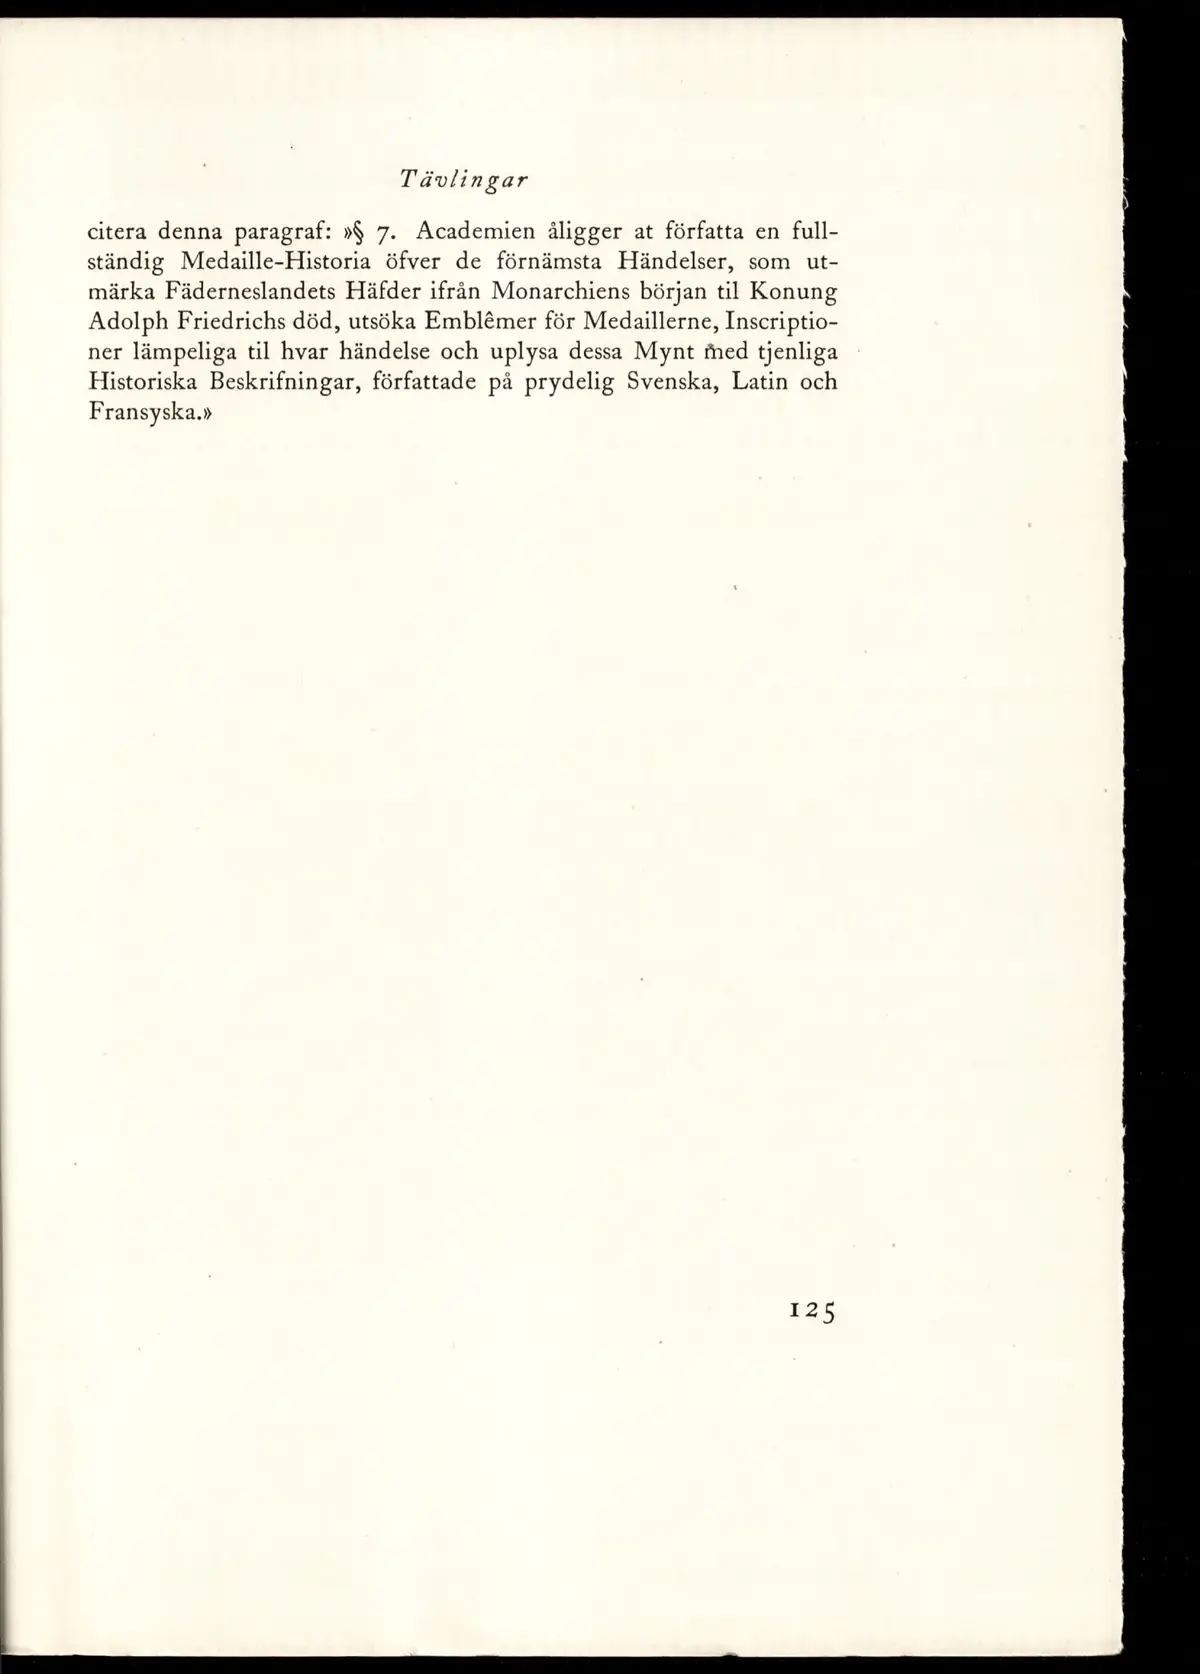 Tävlingar
citera denna paragraf: »§ 7. Academien åligger at författa en full-
ständig Medaille-Historia öfver de förnämsta Händelser, som ut-
märka Fäderneslandets Häfder ifrån Monarchiens början til Konung
Adolph Friedrichs död, utsöka Emblêmer för Medaillerne, Inscriptio-
ner lämpeliga til hvar händelse och uplysa dessa Mynt med tjenliga
Historiska Beskrifningar, författade på prydelig Svenska, Latin och
Fransyska.»
125